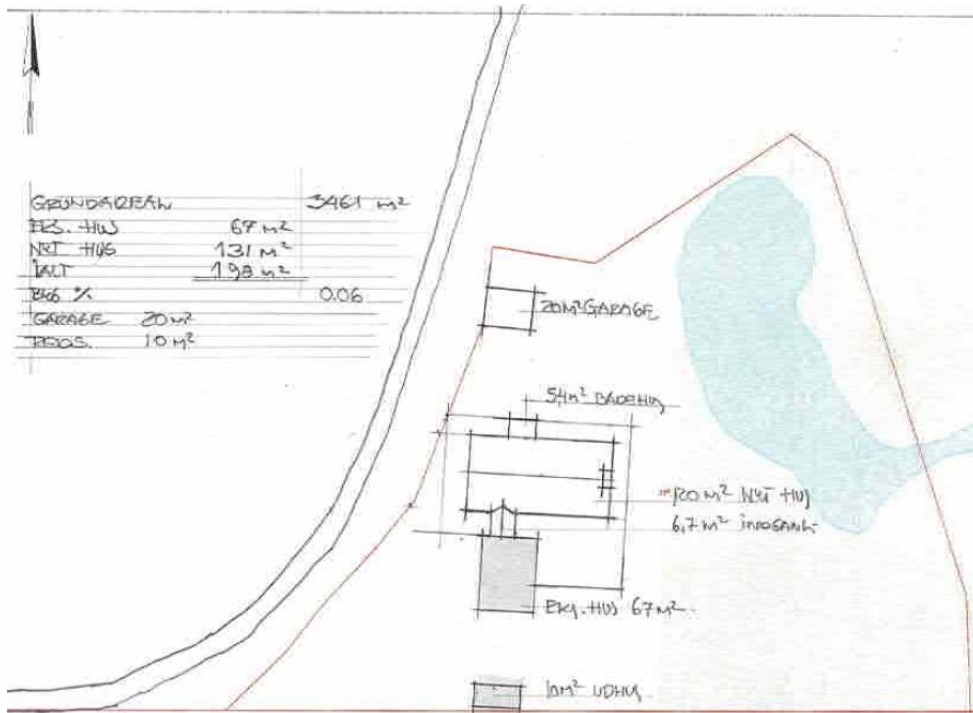 GRUNDAREAL 3461 m²
EKS. HUS 67 m²
NYT HUS 131 m²
IALT 198 m²
BEB % 0.06
GARAGE 20 m²
10 m²
20 m² GARAGE
5,4 m² BADEHUS
120 m² NYT HUS
6,7 m² INDGANG
EKS. HUS 67 m².
10 m² UDHUS